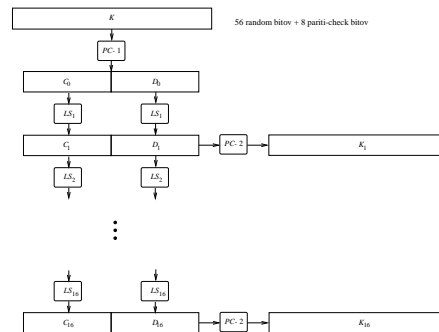 K 56 random bitov + 8 pariti-check bitov
PC- 1
C0 D0
LS1 LS1
C1 D1 PC- 2 K1
LS2 LS2
LS16 LS16
C16 D16 PC- 2 K16